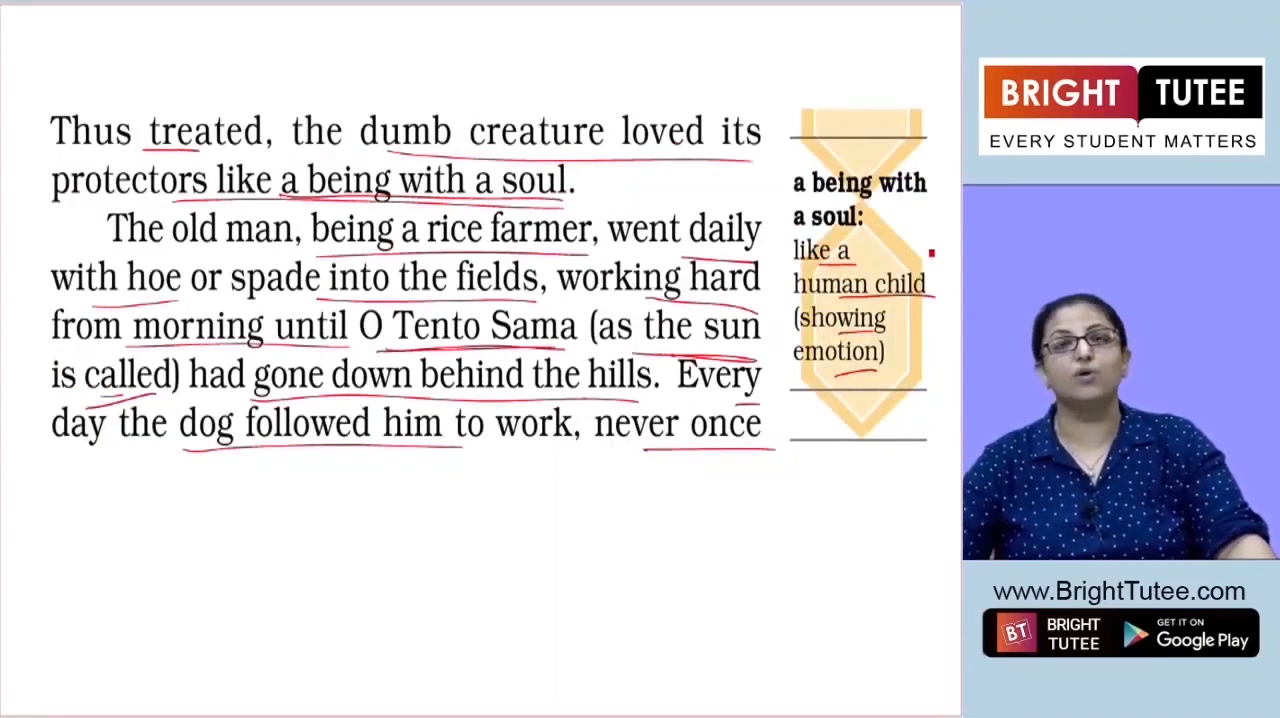 Thus treated, the dumb creature loved its
protectors like a being with a soul.
The old man, being a rice farmer, went daily
with hoe or spade into the fields, working hard
from morning until O Tento Sama (as the sun
is called) had gone down behind the hills. Every
day the dog followed him to work, never once
a being with
a soul:
like a
human child
(showing
emotion)
BRIGHT TUTEE
EVERY STUDENT MATTERS
www.BrightTutee.com
BT
BRIGHT
TUTEE
GET IT ON
Google Play